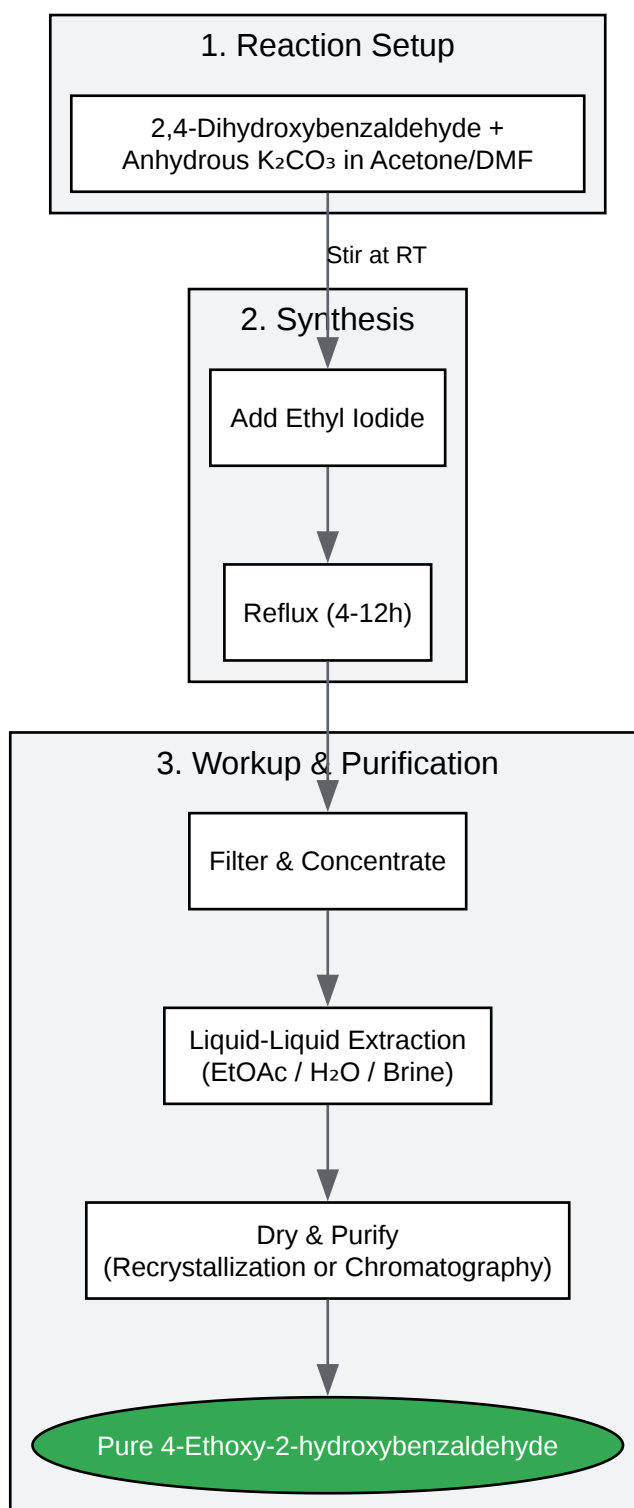 1. Reaction Setup
2,4-Dihydroxybenzaldehyde +
Anhydrous K₂CO₃ in Acetone/DMF
Stir at RT
2. Synthesis
Add Ethyl Iodide
Reflux (4-12h)
3. Workup & Purification
Filter & Concentrate
Liquid-Liquid Extraction
(EtOAc / H₂O / Brine)
Dry & Purify
(Recrystallization or Chromatography)
Pure 4-Ethoxy-2-hydroxybenzaldehyde